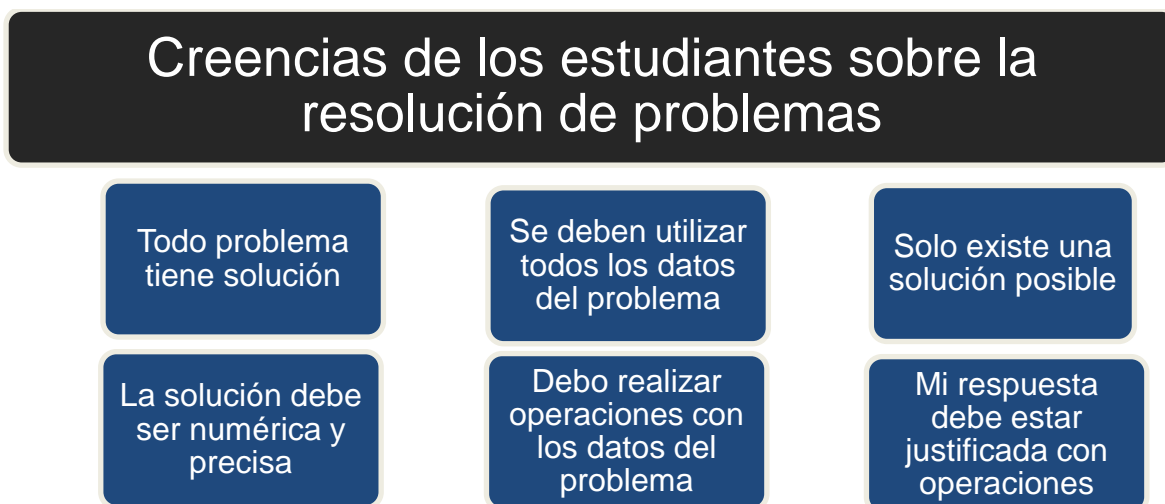 Creencias de los estudiantes sobre la
resolución de problemas
Todo problema
tiene solución
Se deben utilizar
todos los datos
del problema
Solo existe una
solución posible
La solución debe
ser numérica y
precisa
Debo realizar
operaciones con
los datos del
problema
Mi respuesta
debe estar
justificada con
operaciones